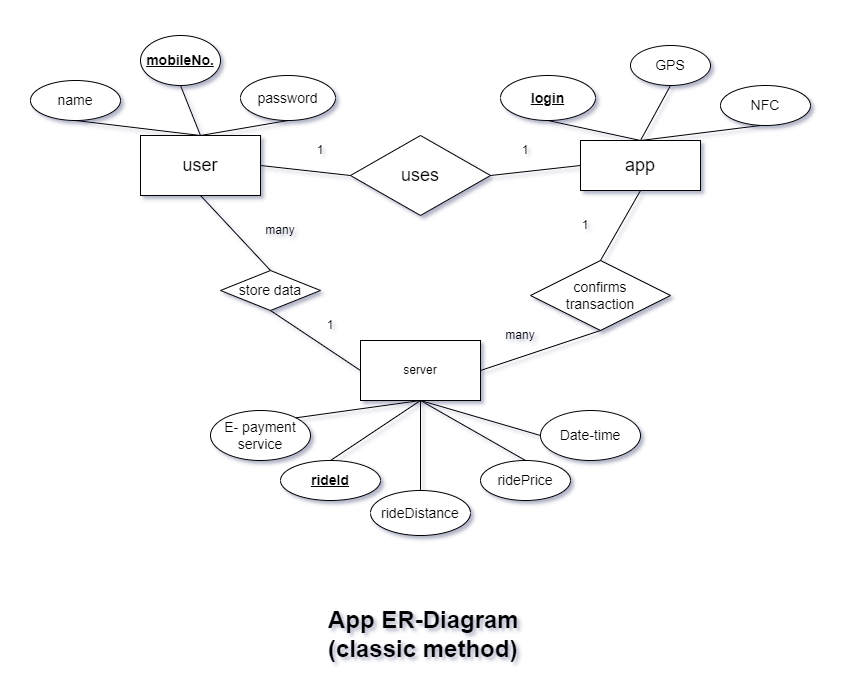 mobileNo.
name
password
login
GPS
NFC
user
1
uses
1
app
many
store data
1
1
confirms
transaction
many
server
E- payment
service
rideId
rideDistance
ridePrice
Date-time
App ER-Diagram
(classic method)